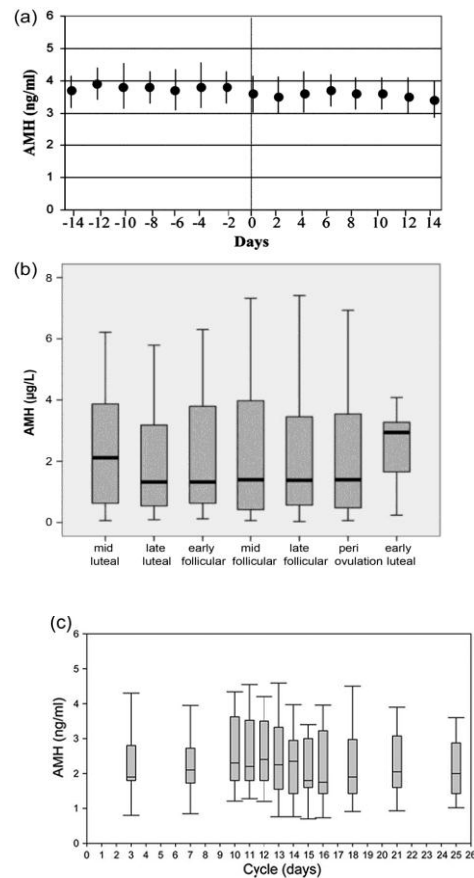 (a)
6
5
4
3
2
1
0
AMH (ng/ml)
-14 -12 -10 -8 -6 -4 -2 0 2 4 6 8 10 12 14
Days
(b)
8
6
4
2
0
AMH (µg/L)
mid late early mid late peri early
luteal luteal follicular follicular follicular ovulation luteal
(c)
6
5
4
3
2
1
0
AMH (ng/ml)
0 1 2 3 4 5 6 7 8 9 10 11 12 13 14 15 16 17 18 19 20 21 22 23 24 25 26
Cycle (days)